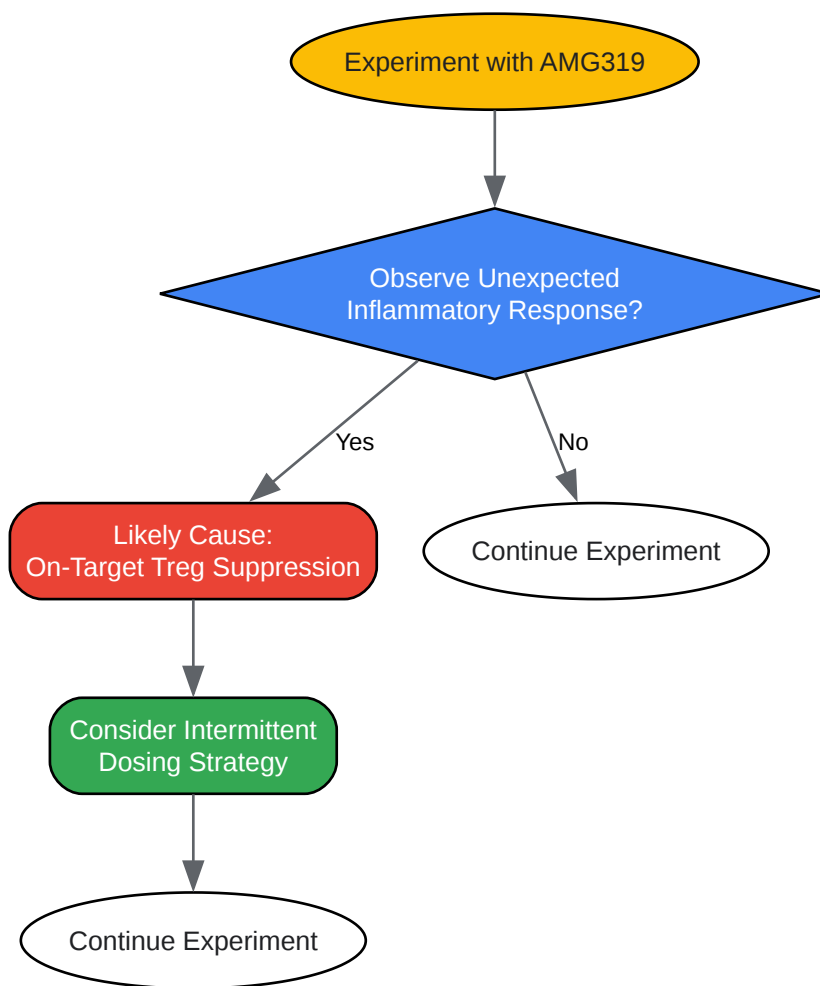 Experiment with AMG319
Observe Unexpected
Inflammatory Response?
Yes
No
Likely Cause:
On-Target Treg Suppression
Continue Experiment
Consider Intermittent
Dosing Strategy
Continue Experiment